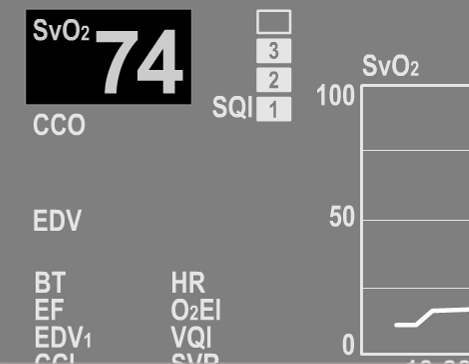 SvO2 74
3
2
SQI 1
CCO
EDV
BT HR
EF O2EI
EDV1 VQI
SvO2
100
50
0